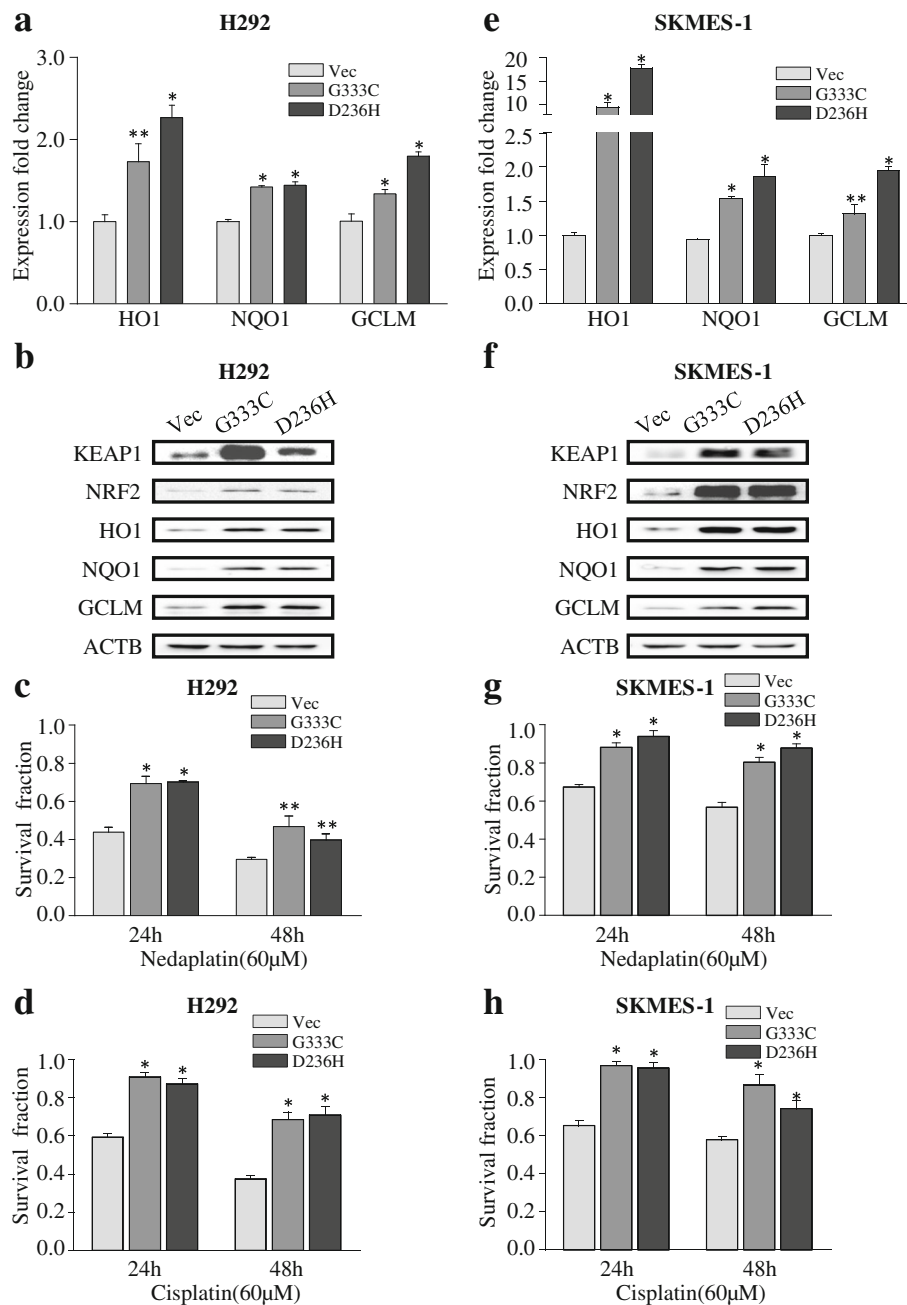 a
H292
Expression fold change
3.0
2.0
1.0
0.0
Vec
G333C
D236H
**
*
*
*
*
*
HO1
NQO1
GCLM
e
SKMES-1
Expression fold change
20
15
10
5
2.5
2.0
1.5
1.0
0.5
0.0
Vec
G333C
D236H
*
*
*
*
**
*
HO1
NQO1
GCLM
b
H292
Vec G333C D236H
KEAP1
NRF2
HO1
NQO1
GCLM
ACTB
f
SKMES-1
Vec G333C D236H
KEAP1
NRF2
HO1
NQO1
GCLM
ACTB
c
H292
Vec
G333C
D236H
Survival fraction
1.0
0.8
0.6
0.4
0.2
0.0
*
*
**
**
24h
48h
Nedaplatin(60μM)
g
SKMES-1
Vec
G333C
D236H
Survival fraction
1.0
0.8
0.6
0.4
0.2
0.0
*
*
*
*
24h
48h
Nedaplatin(60μM)
d
H292
Vec
G333C
D236H
Survival fraction
1.0
0.8
0.6
0.4
0.2
0.0
*
*
*
*
24h
48h
Cisplatin(60μM)
h
SKMES-1
Vec
G333C
D236H
Survival fraction
1.0
0.8
0.6
0.4
0.2
0.0
*
*
*
*
24h
48h
Cisplatin(60μM)